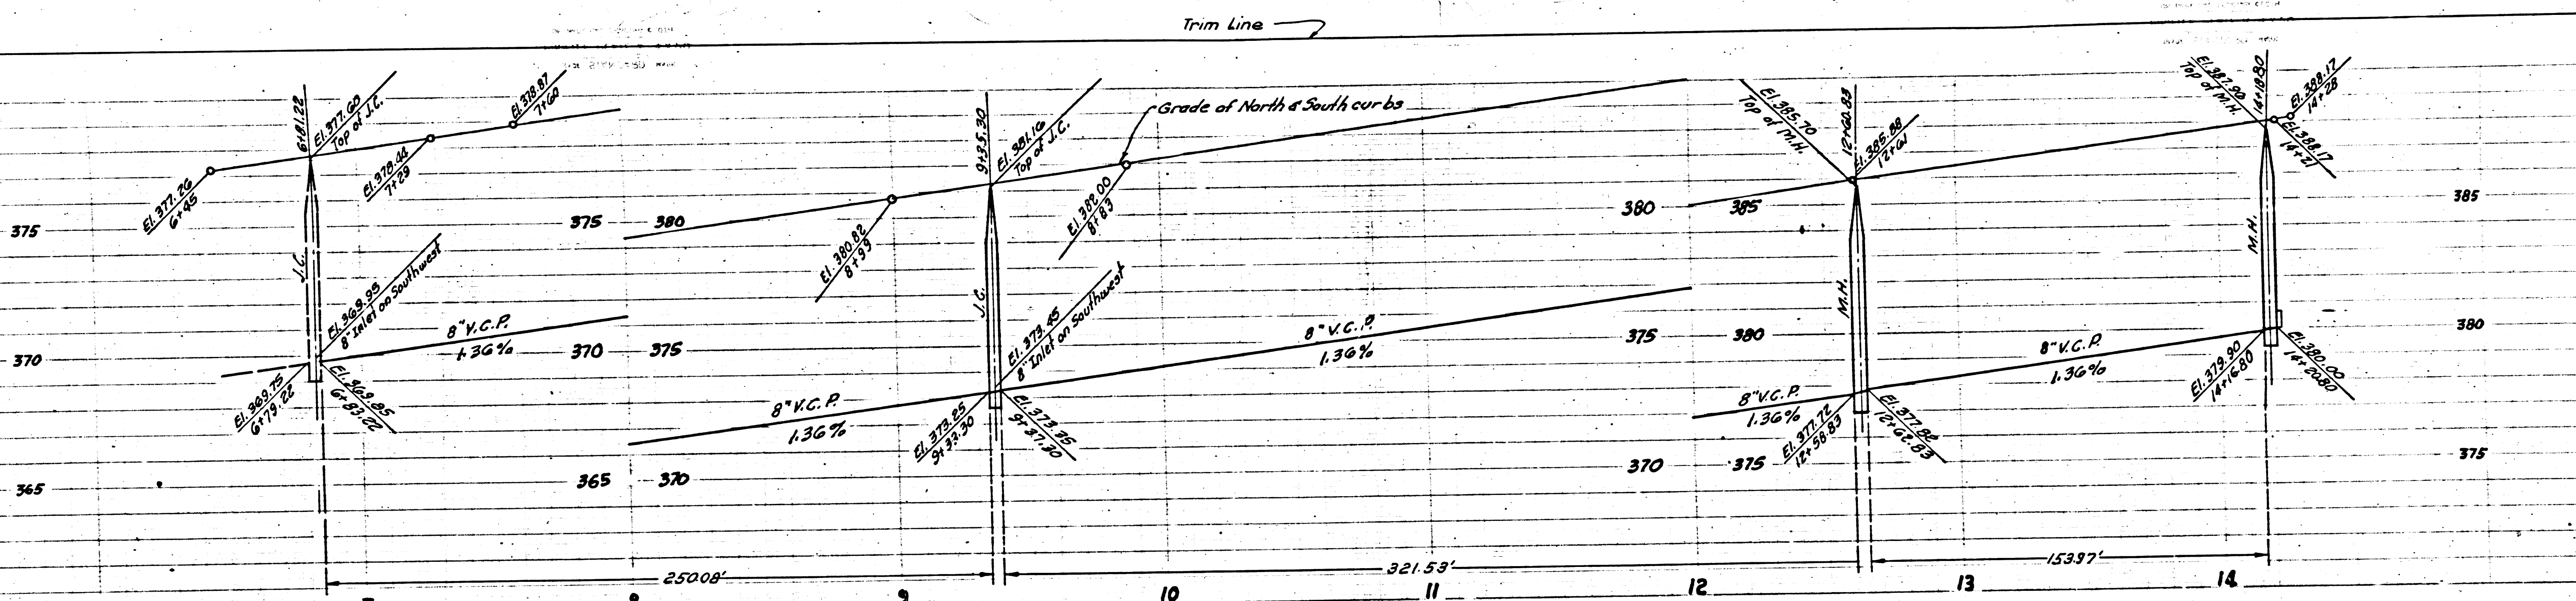 Trim Line
6+81.22
El. 377.60
Top of J.C.
El. 378.87
7+60
El. 377.26
6+45
El. 378.44
7+29
J.C.
El. 369.95
8" Inlet on Southwest
8" V.C.P.
1.36%
El. 369.75
6+79.22
El. 369.85
6+83.22
375
370
365
375
380
370
375
365
370
9+35.30
El. 381.16
Top of J.C.
Grade of North & South curbs
El. 380.82
8+99
El. 382.00
8+83
J.C.
El. 373.45
8" Inlet on Southwest
8" V.C.P.
1.36%
8" V.C.P.
1.36%
El. 373.25
9+33.30
El. 373.35
9+37.30
380
385
375
380
370
375
El. 385.70
Top of M.H.
12+60.83
El. 385.88
12+61
M.H.
8" V.C.P.
1.36%
El. 377.72
12+58.83
El. 377.82
12+62.83
8" V.C.P.
1.36%
El. 387.90
Top of M.H.
14+18.80
El. 388.17
14+28
El. 388.17
14+21
M.H.
El. 379.90
14+16.80
El. 380.00
14+20.80
385
380
375
250.08'
321.53'
153.97'
9
10
11
12
13
14